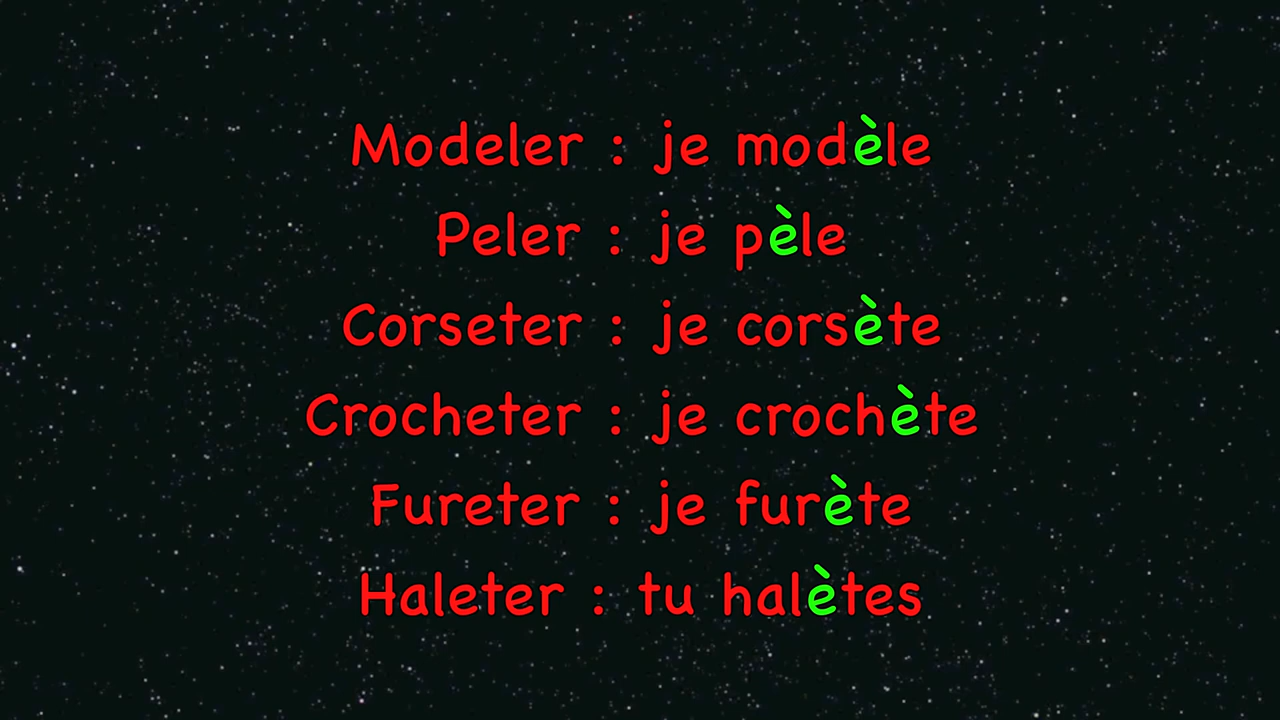 Modeler : je modèle
Peler : je pèle
Corseter : je corsète
Crocheter : je crochète
Fureter : je furète
Haleter : tu halètes